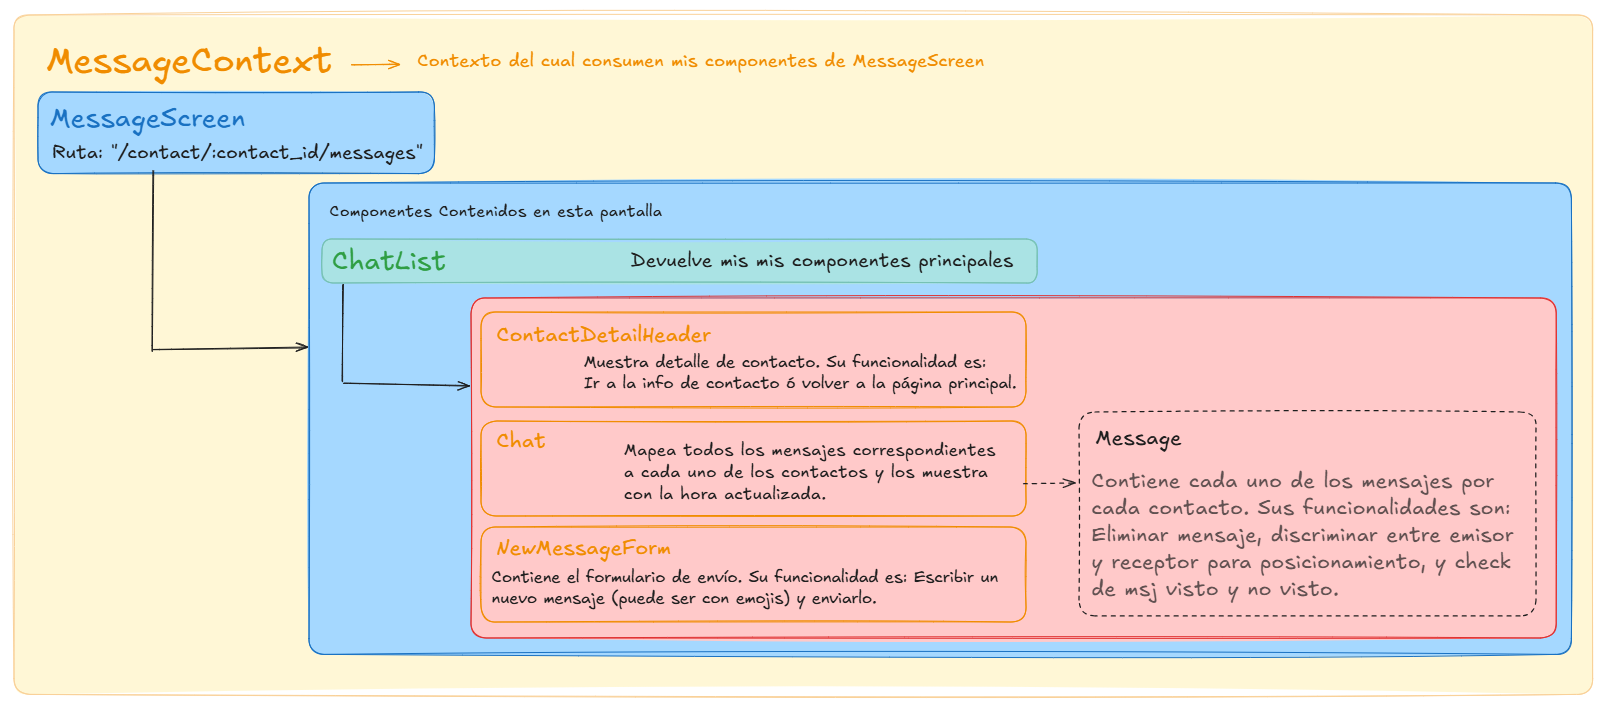 MessageContext
Contexto del cual consumen mis componentes de MessageScreen
MessageScreen
Ruta: "/contact/:contact_id/messages"
Componentes Contenidos en esta pantalla
ChatList
Devuelve mis mis componentes principales
ContactDetailHeader
Muestra detalle de contacto. Su funcionalidad es:
Ir a la info de contacto ó volver a la página principal.
Chat
Mapea todos los mensajes correspondientes
a cada uno de los contactos y los muestra
con la hora actualizada.
Message
Contiene cada uno de los mensajes por
cada contacto. Sus funcionalidades son:
Eliminar mensaje, discriminar entre emisor
y receptor para posicionamiento, y check
de msj visto y no visto.
NewMessageForm
Contiene el formulario de envío. Su funcionalidad es: Escribir un
nuevo mensaje (puede ser con emojis) y enviarlo.